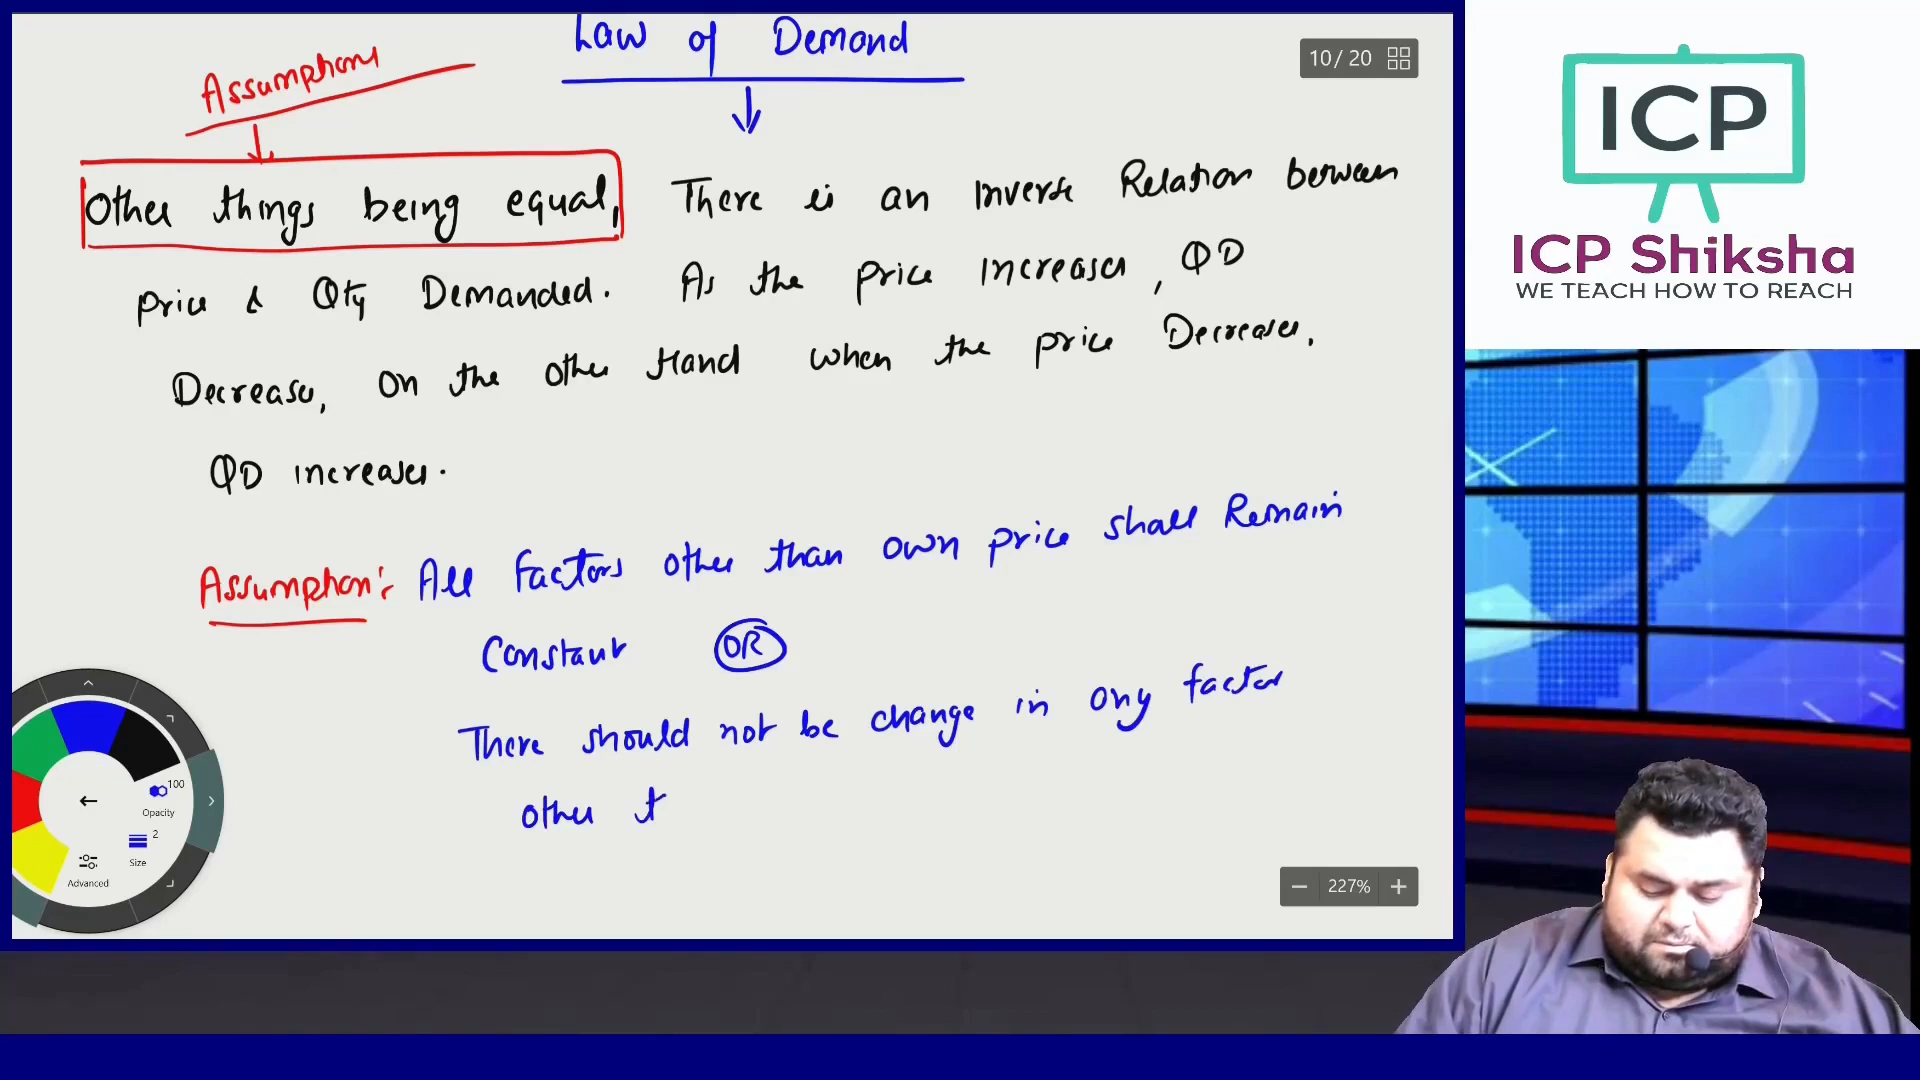 Law of Demand
Assumptions
10/20
Other things being equal, There is an Inverse Relation between
price & Qty Demanded. As the price increases, QD
Decreases, on the other Hand when the price Decreases,
QD increases.
Assumption: All factors other than own price shall Remain
Constant OR
There should not be change in any factor
other t
100
Opacity
2
Size
Advanced
227%
ICP
ICP Shiksha
WE TEACH HOW TO REACH